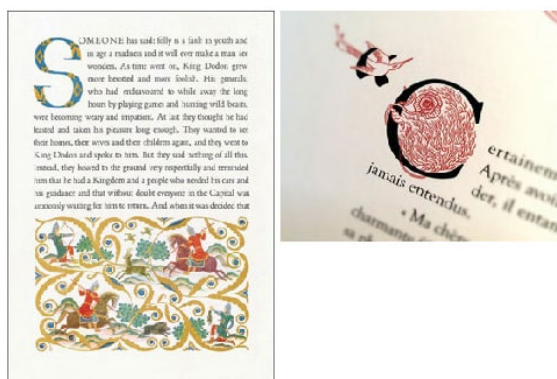 SOMEONE has said: folly is a fault in youth and
in age a madness and it will ever make a man see
wonders. As time went on, King Dodon grew
more besotted and more foolish. His generals,
who had endeavoured to while away the long
hours by playing games and hunting wild beasts,
were becoming weary and impatient. At last they thought he had
feasted and taken his pleasure long enough. They wanted to see
their homes, their wives and their children again, and they went to
King Dodon and spoke to him. But they said nothing of all this.
Instead, they bowed to the ground very respectfully and reminded
him that he had a Kingdom and a people who needed his care and
his guidance and that without doubt everyone in the Capital was
anxiously waiting for him to return. And when it was decided that
Certainem
jamais entendus.
Après avoi
der, il entan
« Ma chèr
charmante
sa pl